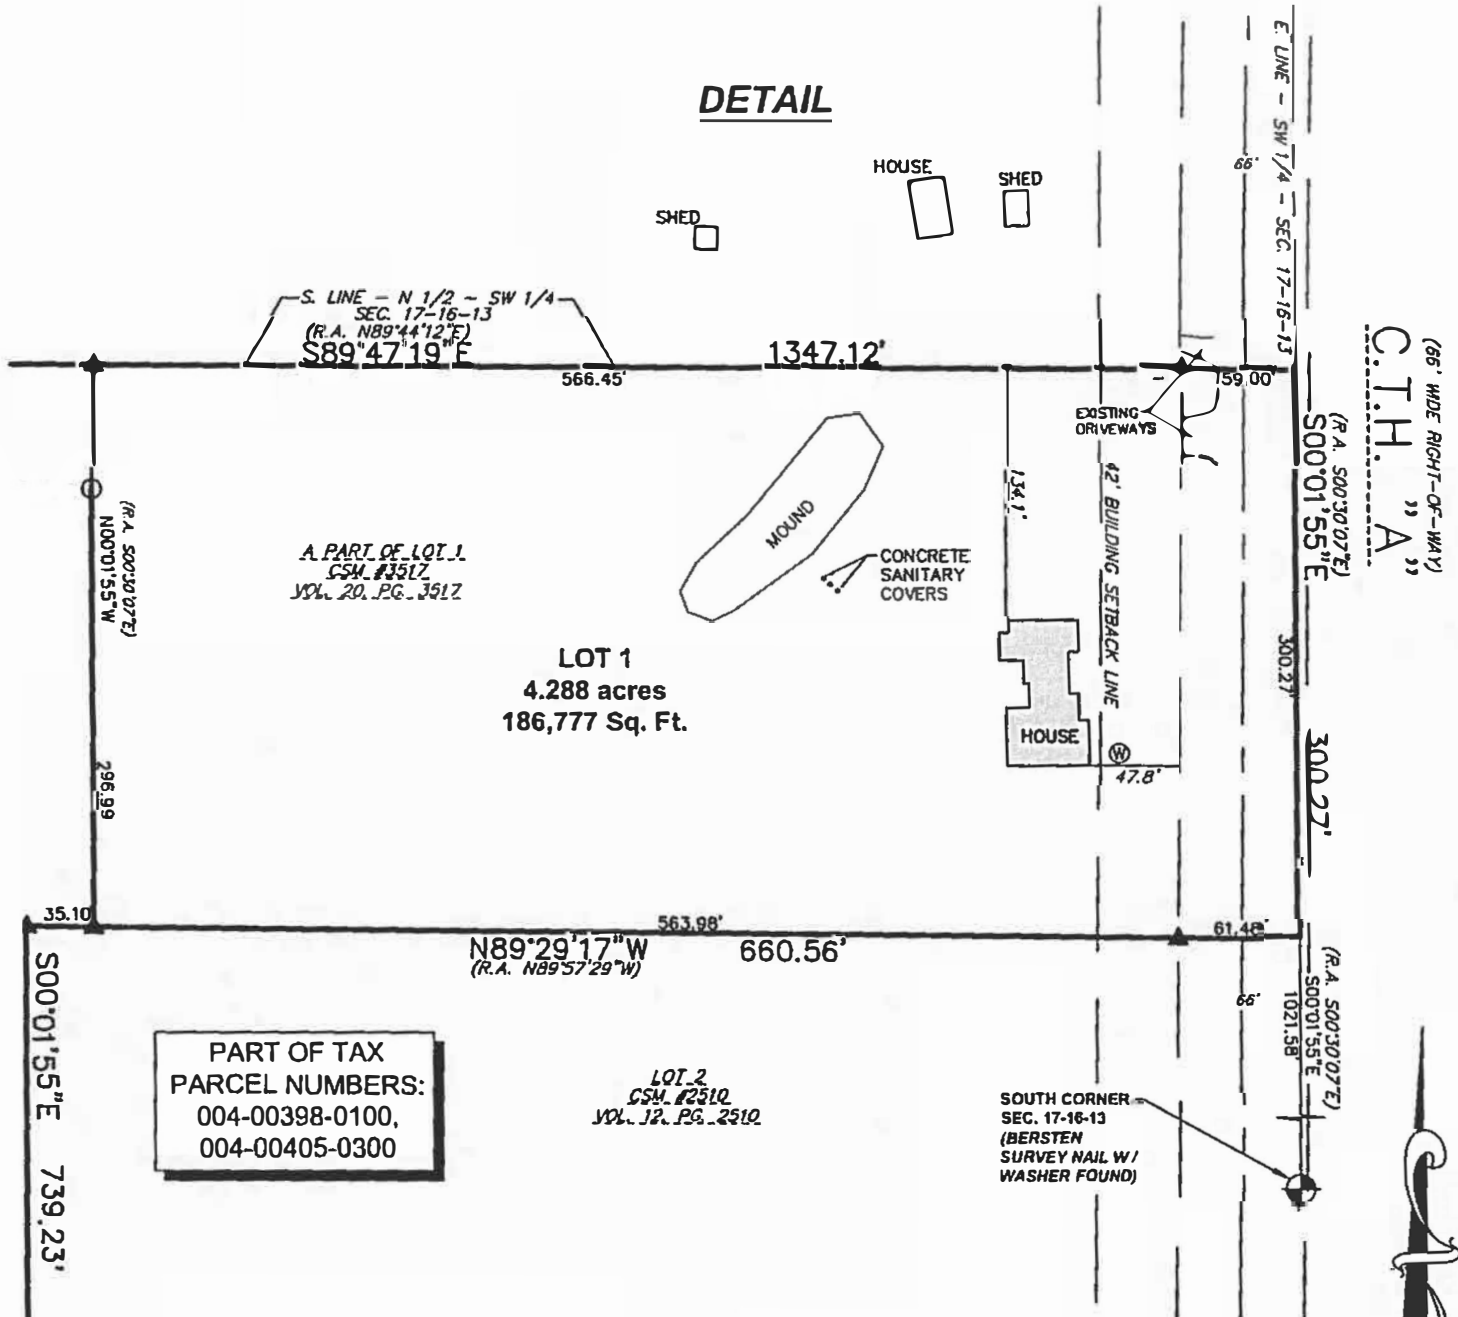 DETAIL
HOUSE
SHED
SHED
66'
E. LINE - SW 1/4 - SEC. 17-16-13
S. LINE - N 1/2 - SW 1/4
SEC. 17-16-13
(R.A. N89°44'12"E)
S89°47'19"E
1347.12'
566.45'
159.00'
EXISTING
DRIVEWAYS
C.T.H. "A"
(66' WIDE RIGHT-OF-WAY)
(R.A. S00°30'07"E)
S00°01'55"E
134.1'
42' BUILDING SETBACK LINE
MOUND
CONCRETE
SANITARY
COVERS
(R.A. S00°30'07"E)
N00°01'55"W
A PART OF LOT 1
CSM #3517
VOL. 20, PG. 3517
LOT 1
4.288 acres
186,777 Sq. Ft.
HOUSE
W
47.8'
300.27'
300.27'
296.99
35.10'
563.98'
61.48'
N89°29'17"W
660.56'
(R.A. N89°57'29"W)
66'
(R.A. S00°30'07"E)
S00°01'55"E
1021.58'
S00°01'55"E 739.23'
PART OF TAX
PARCEL NUMBERS:
004-00398-0100,
004-00405-0300
LOT 2
CSM #2510
VOL. 12, PG. 2510
SOUTH CORNER
SEC. 17-16-13
(BERSTEN
SURVEY NAIL W/
WASHER FOUND)